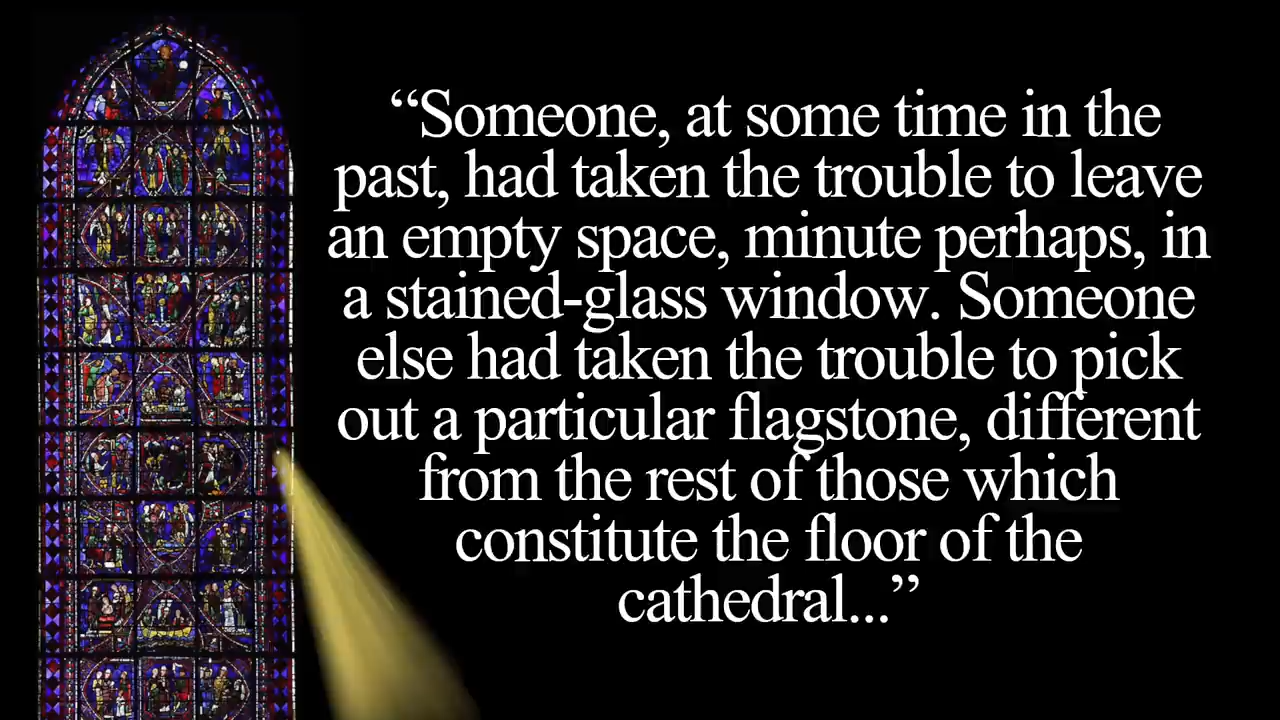 “Someone, at some time in the
past, had taken the trouble to leave
an empty space, minute perhaps, in
a stained-glass window. Someone
else had taken the trouble to pick
out a particular flagstone, different
from the rest of those which
constitute the floor of the
cathedral...”